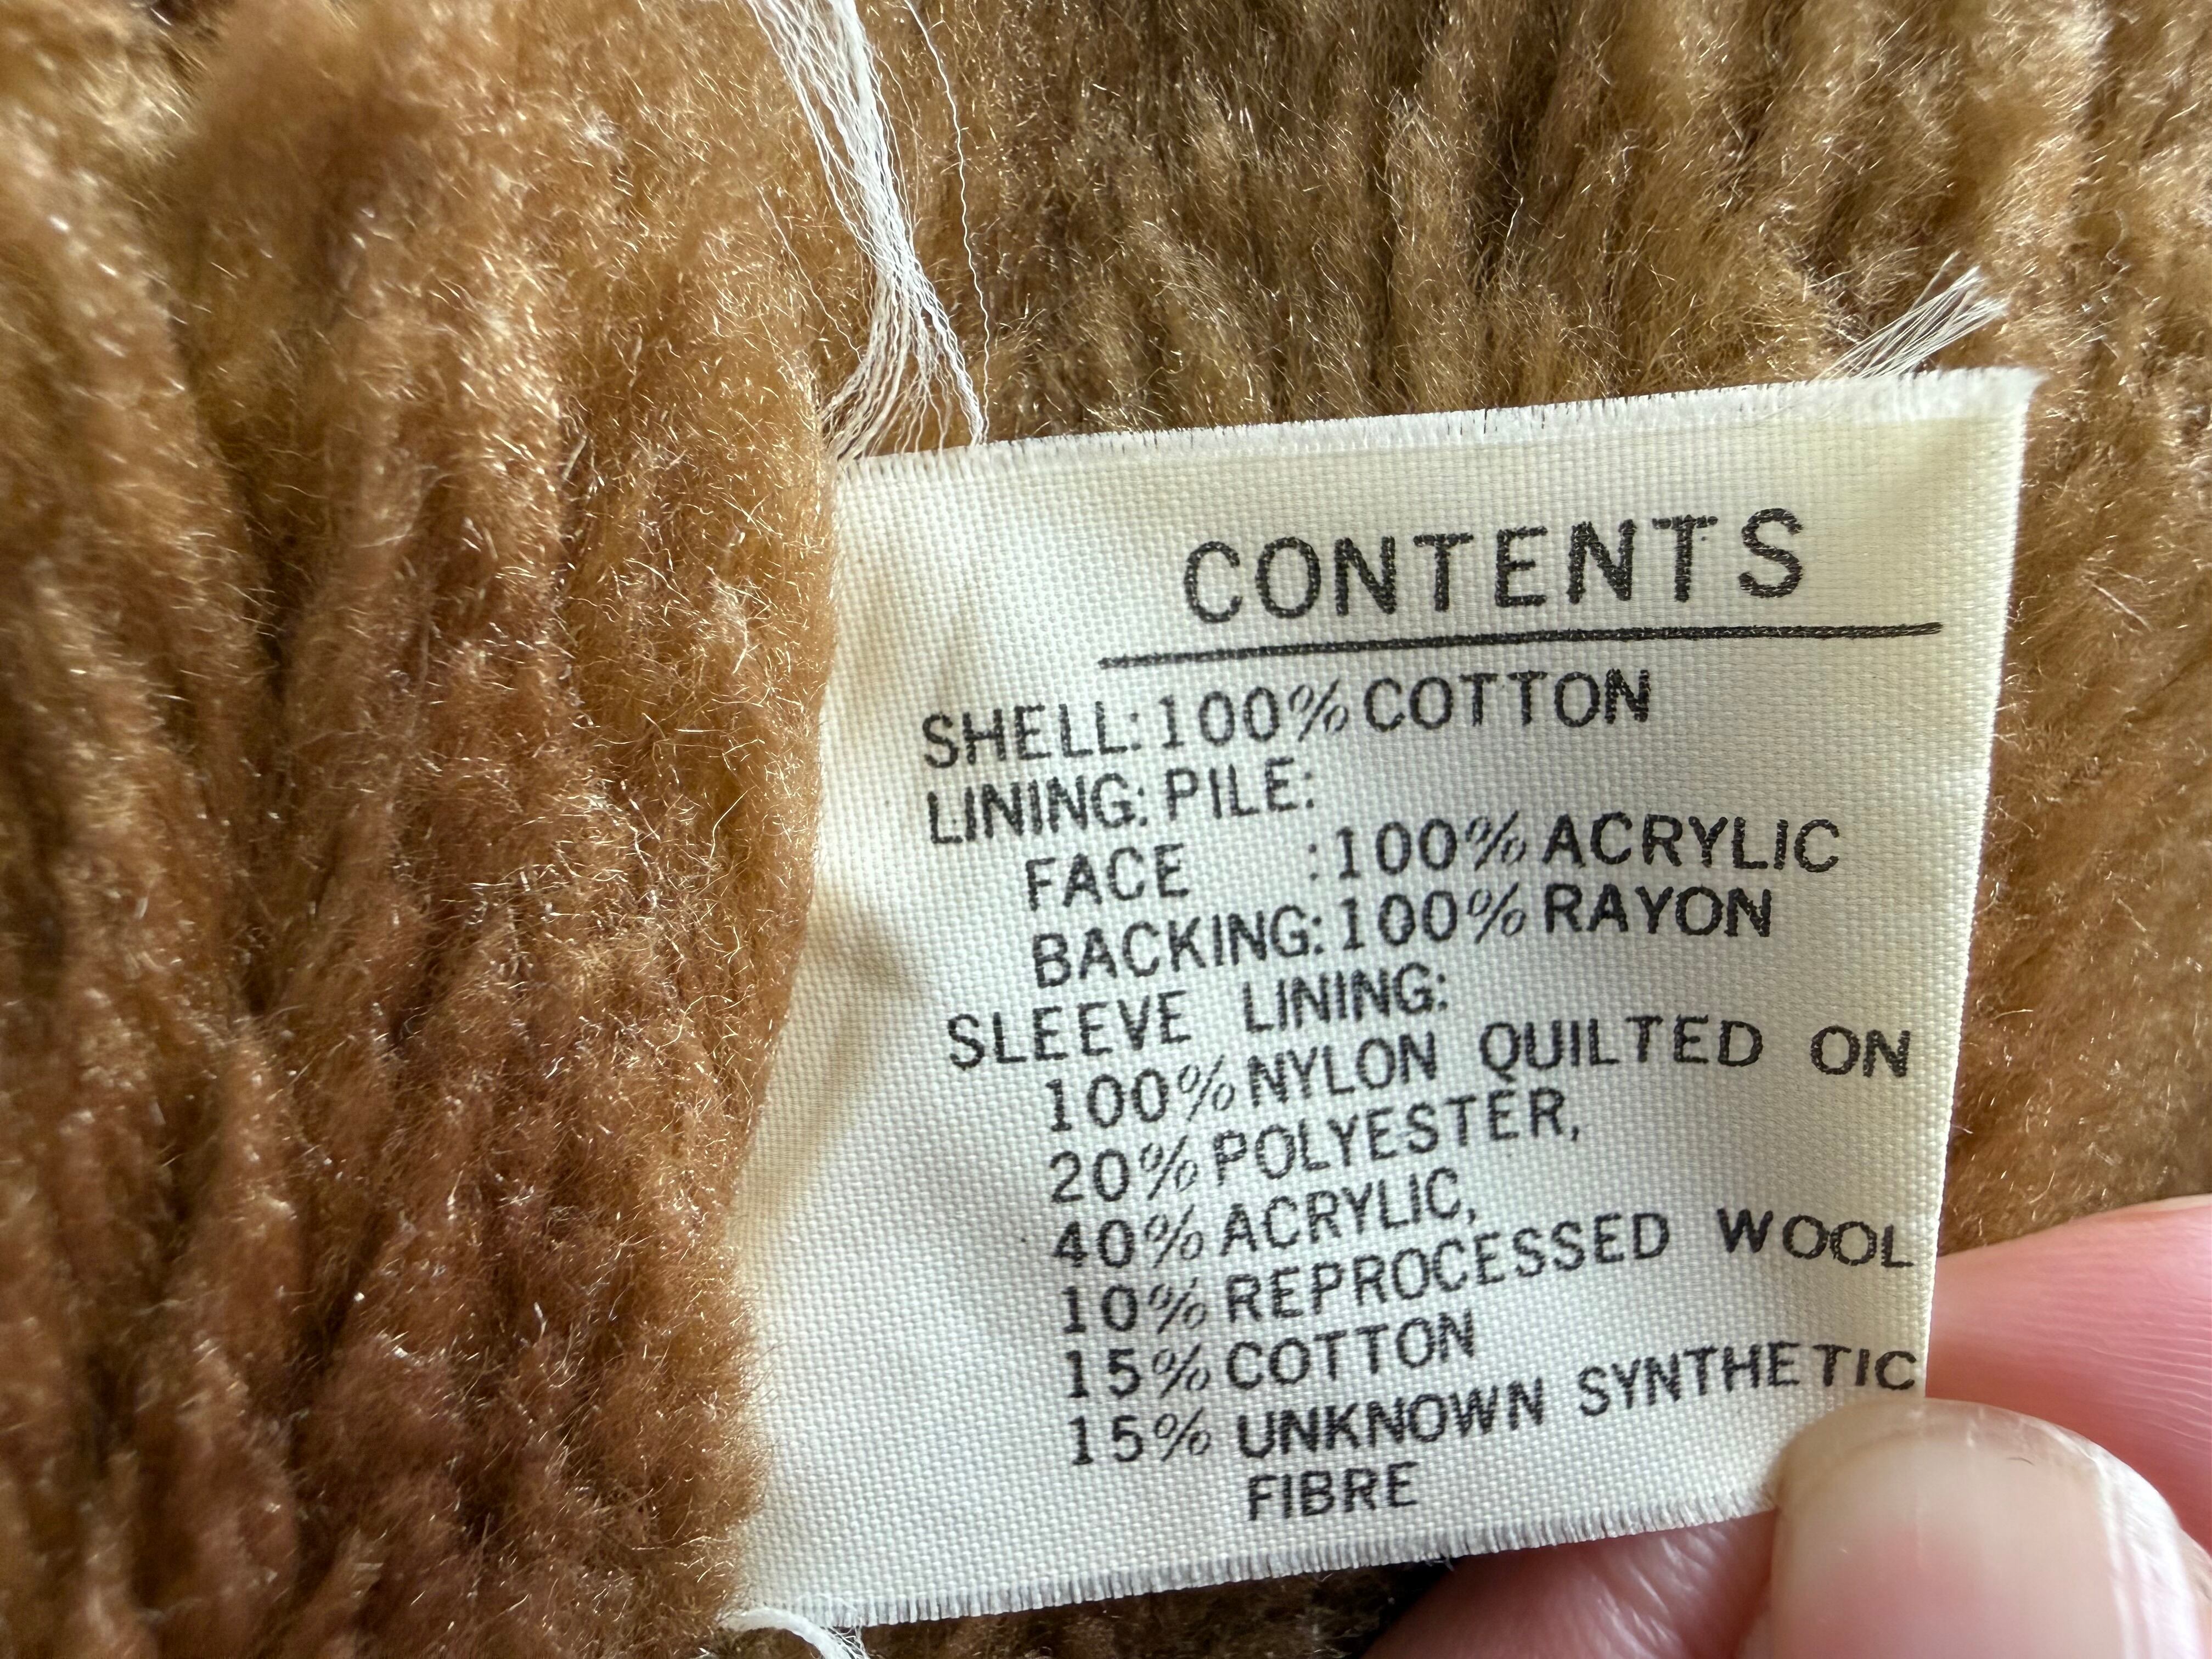 CONTENTS
SHELL: 100% COTTON
LINING: PILE:
FACE : 100% ACRYLIC
BACKING: 100% RAYON
SLEEVE LINING:
100% NYLON QUILTED ON
20% POLYESTER,
40% ACRYLIC,
10% REPROCESSED WOOL
15% COTTON
15% UNKNOWN SYNTHETIC
FIBRE